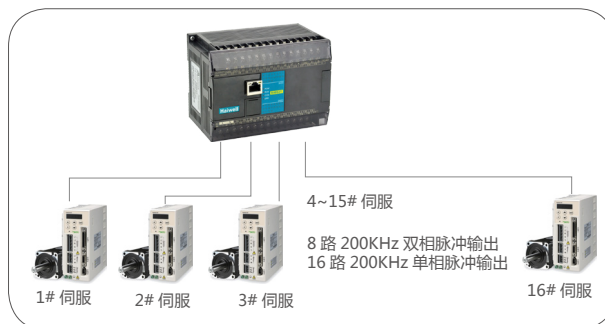 Haiwell
4~15# 伺服
8 路 200KHz 双相脉冲输出
16 路 200KHz 单相脉冲输出
1# 伺服
2# 伺服
3# 伺服
16# 伺服